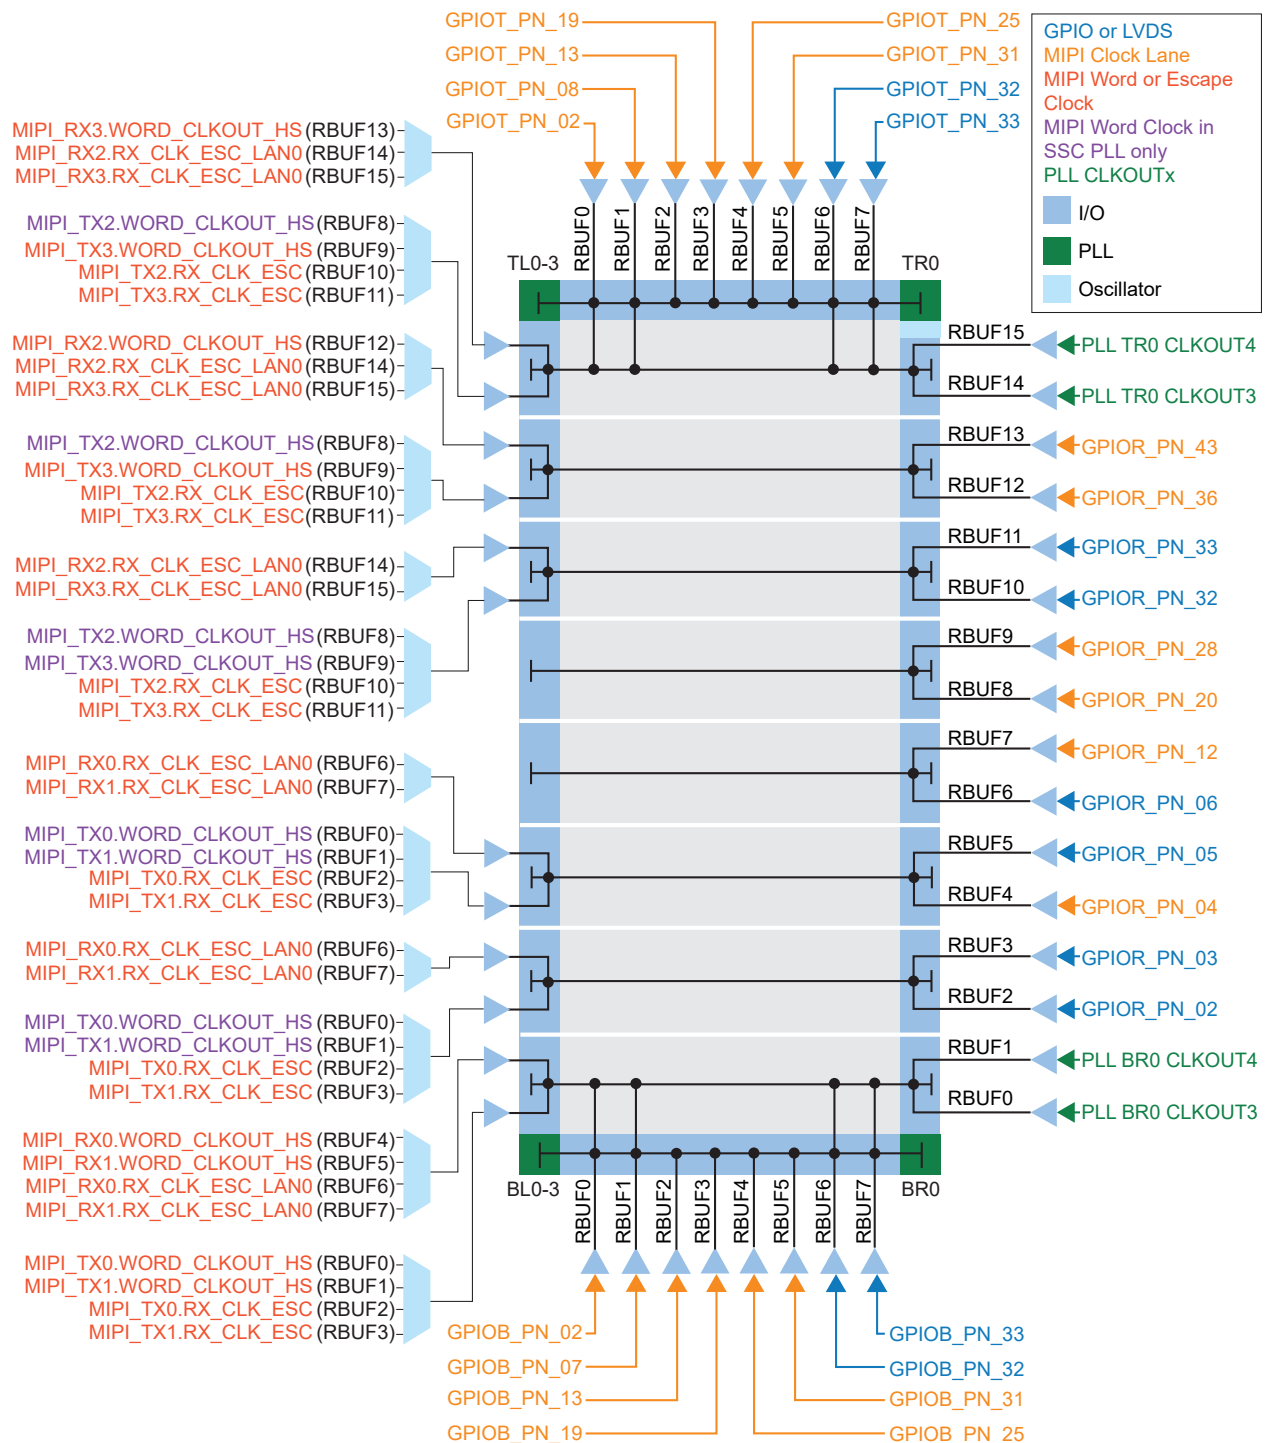 GPIOT_PN_19
GPIOT_PN_25
GPIOT_PN_13
GPIOT_PN_31
GPIOT_PN_08
GPIOT_PN_32
GPIOT_PN_02
GPIOT_PN_33
GPIO or LVDS
MIPI Clock Lane
MIPI Word or Escape
Clock
MIPI Word Clock in
SSC PLL only
PLL CLKOUTx
I/O
PLL
Oscillator
MIPI_RX3.WORD_CLKOUT_HS (RBUF13)
MIPI_RX2.RX_CLK_ESC_LAN0 (RBUF14)
MIPI_RX3.RX_CLK_ESC_LAN0 (RBUF15)
MIPI_TX2.WORD_CLKOUT_HS (RBUF8)
MIPI_TX3.WORD_CLKOUT_HS (RBUF9)
MIPI_TX2.RX_CLK_ESC (RBUF10)
MIPI_TX3.RX_CLK_ESC (RBUF11)
MIPI_RX2.WORD_CLKOUT_HS (RBUF12)
MIPI_RX2.RX_CLK_ESC_LAN0 (RBUF14)
MIPI_RX3.RX_CLK_ESC_LAN0 (RBUF15)
MIPI_TX2.WORD_CLKOUT_HS (RBUF8)
MIPI_TX3.WORD_CLKOUT_HS (RBUF9)
MIPI_TX2.RX_CLK_ESC (RBUF10)
MIPI_TX3.RX_CLK_ESC (RBUF11)
MIPI_RX2.RX_CLK_ESC_LAN0 (RBUF14)
MIPI_RX3.RX_CLK_ESC_LAN0 (RBUF15)
MIPI_TX2.WORD_CLKOUT_HS (RBUF8)
MIPI_TX3.WORD_CLKOUT_HS (RBUF9)
MIPI_TX2.RX_CLK_ESC (RBUF10)
MIPI_TX3.RX_CLK_ESC (RBUF11)
MIPI_RX0.RX_CLK_ESC_LAN0 (RBUF6)
MIPI_RX1.RX_CLK_ESC_LAN0 (RBUF7)
MIPI_TX0.WORD_CLKOUT_HS (RBUF0)
MIPI_TX1.WORD_CLKOUT_HS (RBUF1)
MIPI_TX0.RX_CLK_ESC (RBUF2)
MIPI_TX1.RX_CLK_ESC (RBUF3)
MIPI_RX0.RX_CLK_ESC_LAN0 (RBUF6)
MIPI_RX1.RX_CLK_ESC_LAN0 (RBUF7)
MIPI_TX0.WORD_CLKOUT_HS (RBUF0)
MIPI_TX1.WORD_CLKOUT_HS (RBUF1)
MIPI_TX0.RX_CLK_ESC (RBUF2)
MIPI_TX1.RX_CLK_ESC (RBUF3)
MIPI_RX0.WORD_CLKOUT_HS (RBUF4)
MIPI_RX1.WORD_CLKOUT_HS (RBUF5)
MIPI_RX0.RX_CLK_ESC_LAN0 (RBUF6)
MIPI_RX1.RX_CLK_ESC_LAN0 (RBUF7)
MIPI_TX0.WORD_CLKOUT_HS (RBUF0)
MIPI_TX1.WORD_CLKOUT_HS (RBUF1)
MIPI_TX0.RX_CLK_ESC (RBUF2)
MIPI_TX1.RX_CLK_ESC (RBUF3)
RBUF0
RBUF1
RBUF2
RBUF3
RBUF4
RBUF5
RBUF6
RBUF7
TL0-3
TR0
RBUF15
PLL TR0 CLKOUT4
RBUF14
PLL TR0 CLKOUT3
RBUF13
GPIOR_PN_43
RBUF12
GPIOR_PN_36
RBUF11
GPIOR_PN_33
RBUF10
GPIOR_PN_32
RBUF9
GPIOR_PN_28
RBUF8
GPIOR_PN_20
RBUF7
GPIOR_PN_12
RBUF6
GPIOR_PN_06
RBUF5
GPIOR_PN_05
RBUF4
GPIOR_PN_04
RBUF3
GPIOR_PN_03
RBUF2
GPIOR_PN_02
RBUF1
PLL BR0 CLKOUT4
RBUF0
PLL BR0 CLKOUT3
BL0-3
BR0
RBUF0
RBUF1
RBUF2
RBUF3
RBUF4
RBUF5
RBUF6
RBUF7
GPIOB_PN_02
GPIOB_PN_33
GPIOB_PN_07
GPIOB_PN_32
GPIOB_PN_13
GPIOB_PN_31
GPIOB_PN_19
GPIOB_PN_25